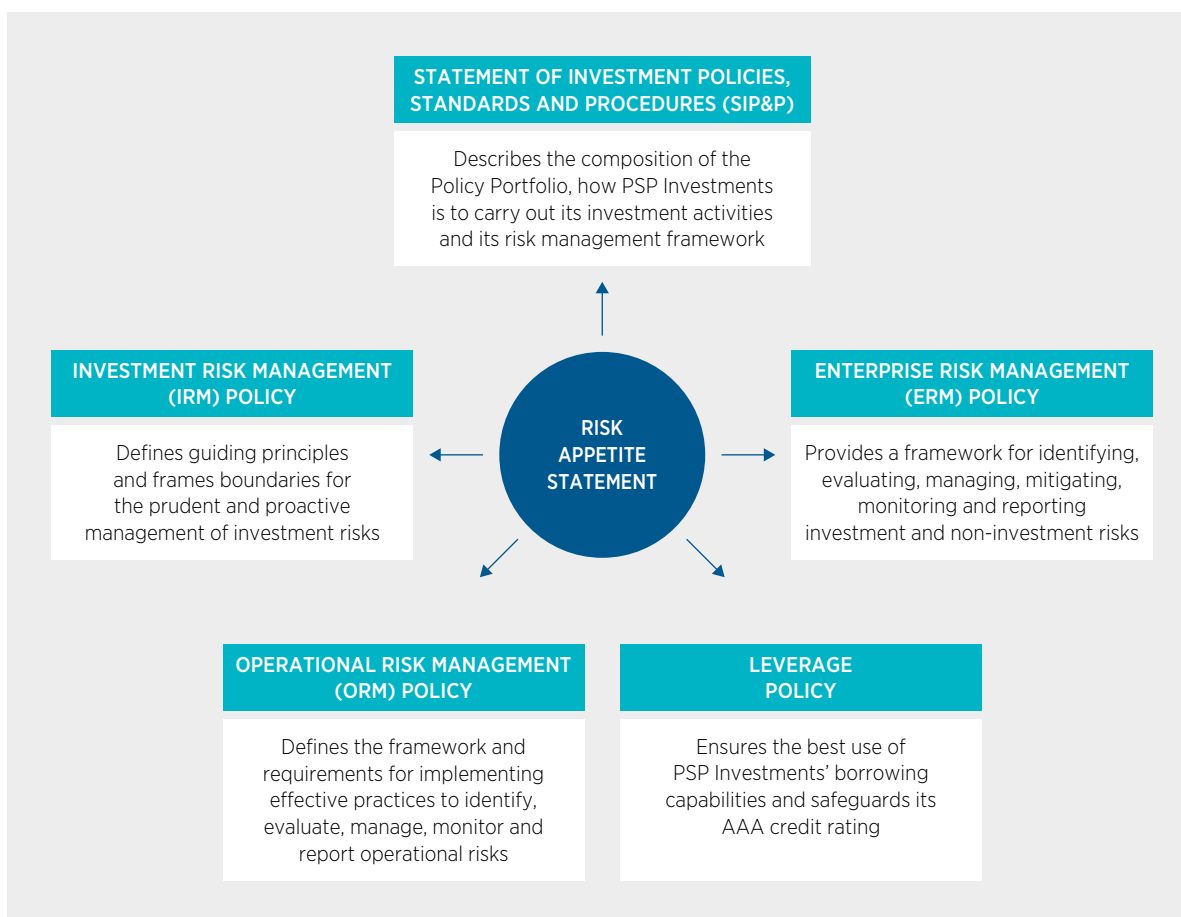 STATEMENT OF INVESTMENT POLICIES,
STANDARDS AND PROCEDURES (SIP&P)
Describes the composition of the
Policy Portfolio, how PSP Investments
is to carry out its investment activities
and its risk management framework
INVESTMENT RISK MANAGEMENT
(IRM) POLICY
Defines guiding principles
and frames boundaries for
the prudent and proactive
management of investment risks
RISK
APPETITE
STATEMENT
ENTERPRISE RISK MANAGEMENT
(ERM) POLICY
Provides a framework for identifying,
evaluating, managing, mitigating,
monitoring and reporting
investment and non-investment risks
OPERATIONAL RISK MANAGEMENT
(ORM) POLICY
Defines the framework and
requirements for implementing
effective practices to identify,
evaluate, manage, monitor and
report operational risks
LEVERAGE
POLICY
Ensures the best use of
PSP Investments’ borrowing
capabilities and safeguards its
AAA credit rating